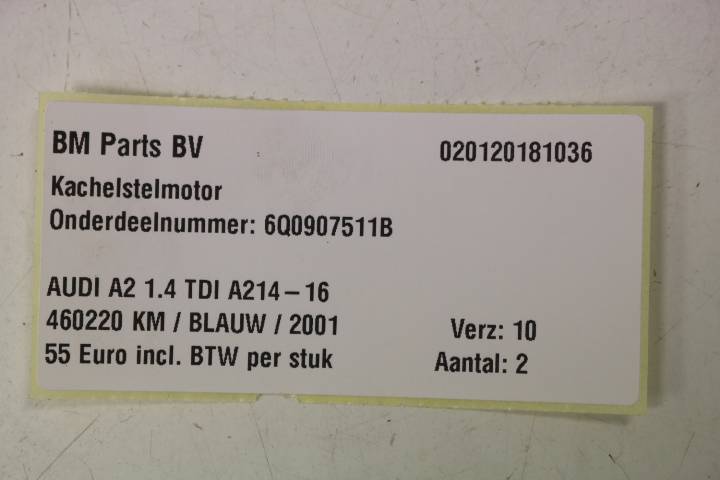 BM Parts BV 020120181036
Kachelstelmotor
Onderdeelnummer: 6Q0907511B
AUDI A2 1.4 TDI A214-16
460220 KM / BLAUW / 2001 Verz: 10
55 Euro incl. BTW per stuk Aantal: 2